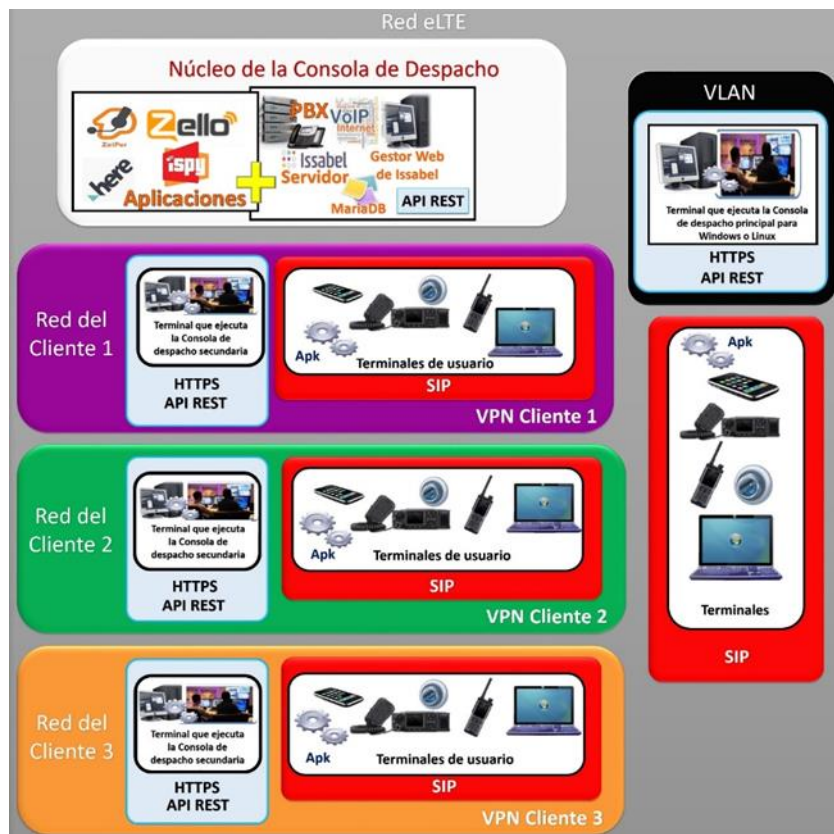 Red eLTE
Núcleo de la Consola de Despacho
ZoiPer
Zello
here
iSpy
Aplicaciones
PBX
VoIP
Internet
Issabel
Servidor
Gestor Web
de Issabel
MariaDB
API REST
VLAN
Terminal que ejecuta la Consola
de despacho principal para
Windows o Linux
HTTPS
API REST
Red del
Cliente 1
Terminal que ejecuta
la Consola de
despacho secundaria
HTTPS
API REST
Apk
Terminales de usuario
SIP
VPN Cliente 1
Red del
Cliente 2
Terminal que ejecuta
la Consola de
despacho secundaria
HTTPS
API REST
Apk
Terminales de usuario
SIP
VPN Cliente 2
Red del
Cliente 3
Terminal que ejecuta
la Consola de
despacho secundaria
HTTPS
API REST
Apk
Terminales de usuario
SIP
VPN Cliente 3
Apk
Terminales
SIP